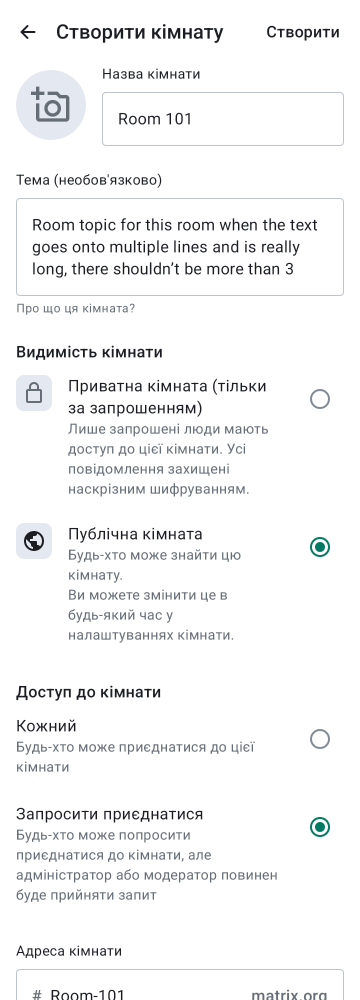 Створити кімнату
Створити
Назва кімнати
Room 101
Тема (необов'язково)
Room topic for this room when the text
goes onto multiple lines and is really
long, there shouldn’t be more than 3
Про що ця кімната?
Видимість кімнати
Приватна кімната (тільки
за запрошенням)
Лише запрошені люди мають
доступ до цієї кімнати. Усі
повідомлення захищені
наскрізним шифруванням.
Публічна кімната
Будь-хто може знайти цю
кімнату.
Ви можете змінити це в
будь-який час у
налаштуваннях кімнати.
Доступ до кімнати
Кожний
Будь-хто може приєднатися до цієї
кімнати
Запросити приєднатися
Будь-хто може попросити
приєднатися до кімнати, але
адміністратор або модератор повинен
буде прийняти запит
Адреса кімнати
# Room-101 matrix.org